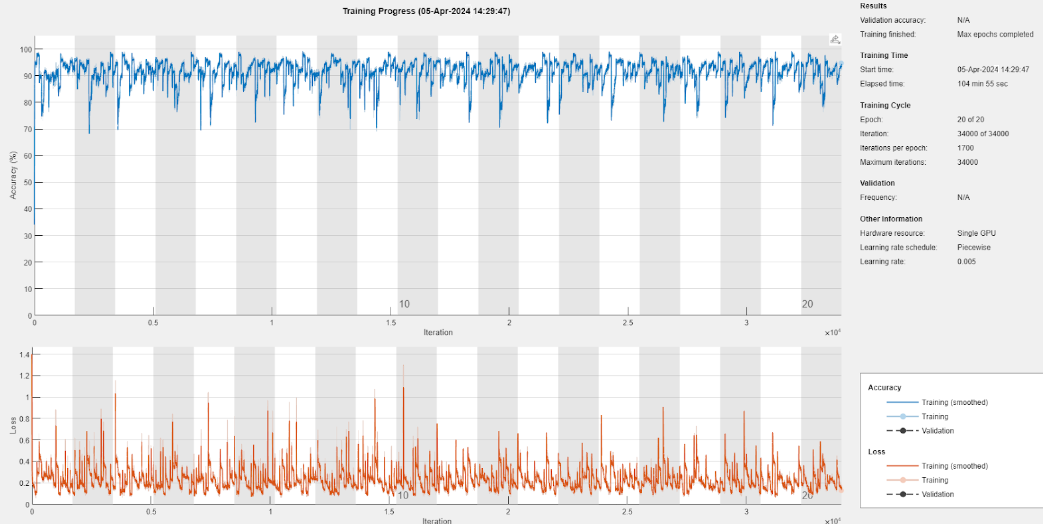 Training Progress (05-Apr-2024 14:29:47)
100
90
80
70
60
50
40
30
20
10
0
Accuracy (%)
10
20
0
0.5
1
1.5
2
2.5
3
×10⁴
Iteration
1.4
1.2
1
0.8
0.6
0.4
0.2
0
Loss
10
20
0
0.5
1
1.5
2
2.5
3
×10⁴
Iteration
Results
Validation accuracy: N/A
Training finished: Max epochs completed
Training Time
Start time: 05-Apr-2024 14:29:47
Elapsed time: 104 min 55 sec
Training Cycle
Epoch: 20 of 20
Iteration: 34000 of 34000
Iterations per epoch: 1700
Maximum iterations: 34000
Validation
Frequency: N/A
Other Information
Hardware resource: Single GPU
Learning rate schedule: Piecewise
Learning rate: 0.005
Accuracy
Training (smoothed)
Training
Validation
Loss
Training (smoothed)
Training
Validation